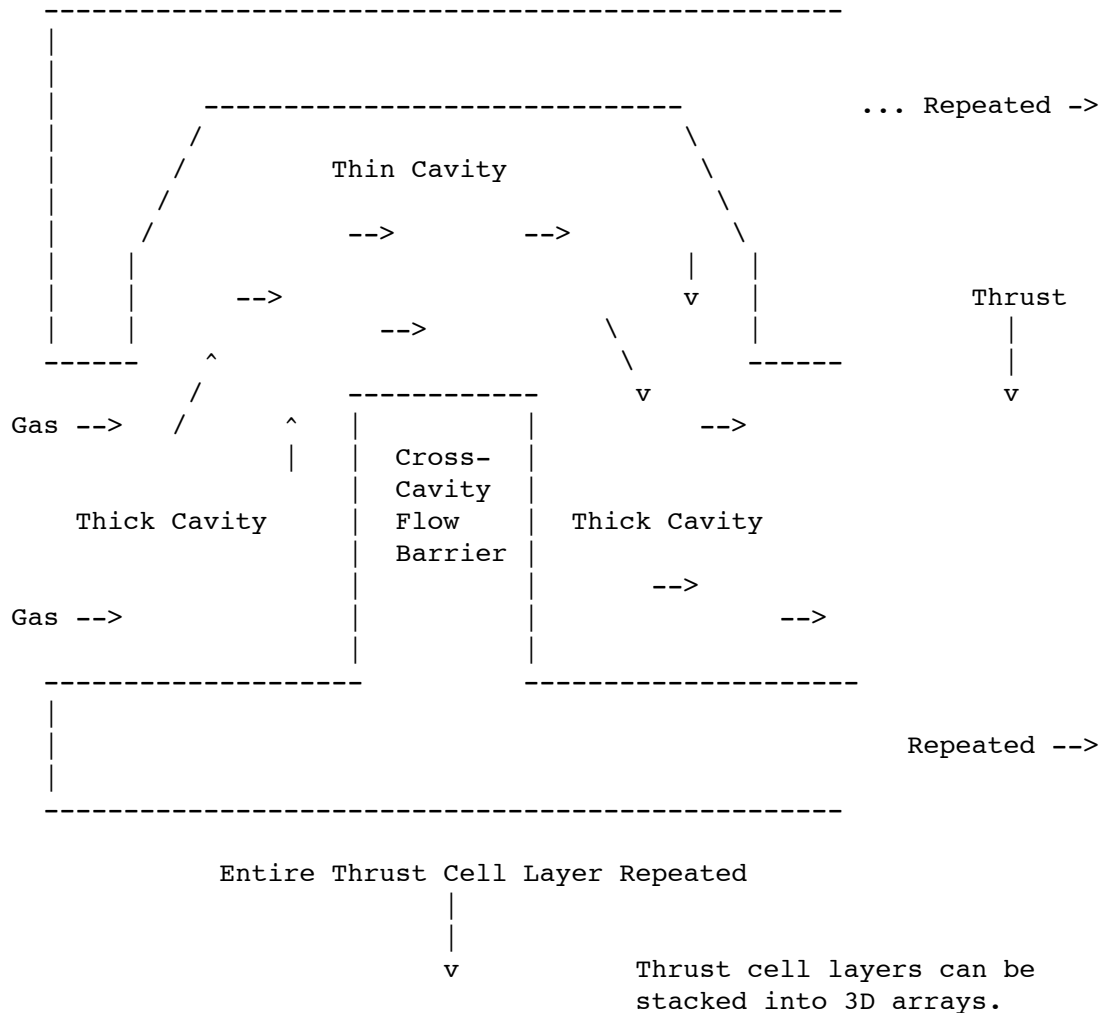 ... Repeated ->
Thin Cavity
Thrust
Gas -->
Cross-
Cavity
Thick Cavity
Flow
Thick Cavity
Barrier
Gas -->
Repeated -->
Entire Thrust Cell Layer Repeated
Thrust cell layers can be
stacked into 3D arrays.